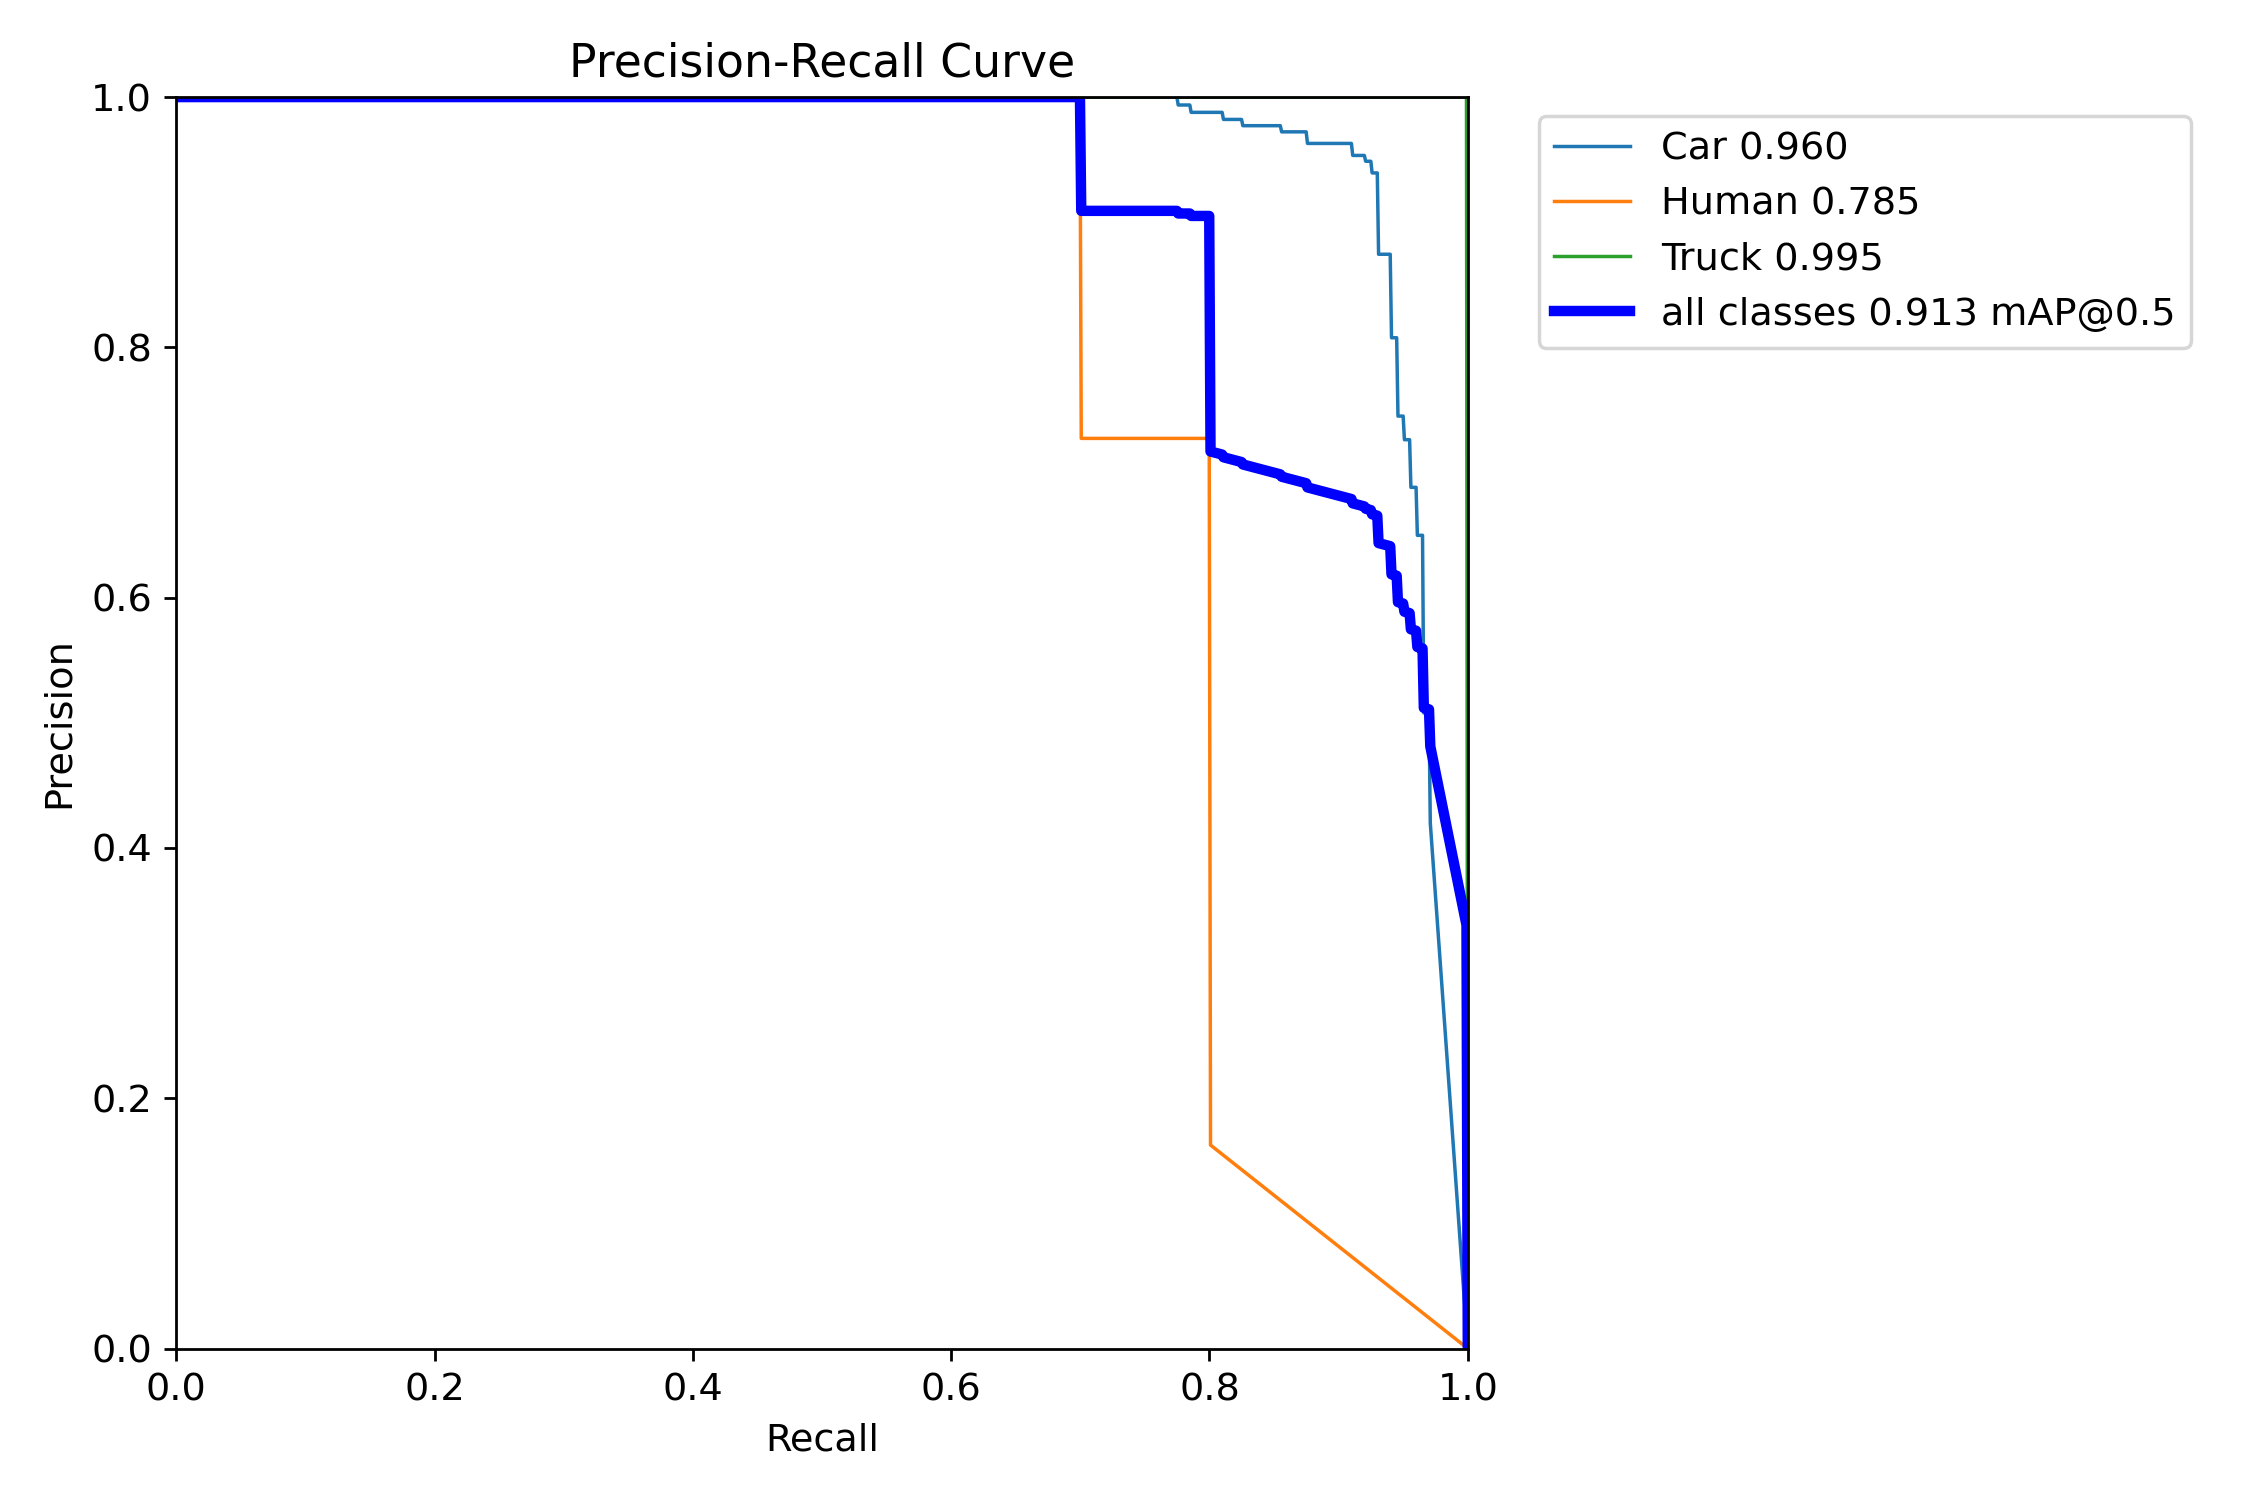 Precision-Recall Curve
1.0
0.8
0.6
0.4
0.2
0.0
Precision
0.0 0.2 0.4 0.6 0.8 1.0
Recall
Car 0.960
Human 0.785
Truck 0.995
all classes 0.913 mAP@0.5